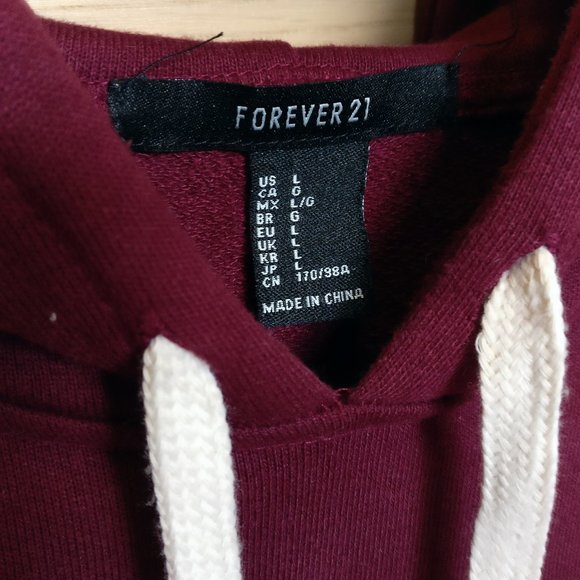 FOREVER 21
US L
CA G
MX L/G
BR G
EU L
UK L
KR L
JP L
CN 170/98A
MADE IN CHINA